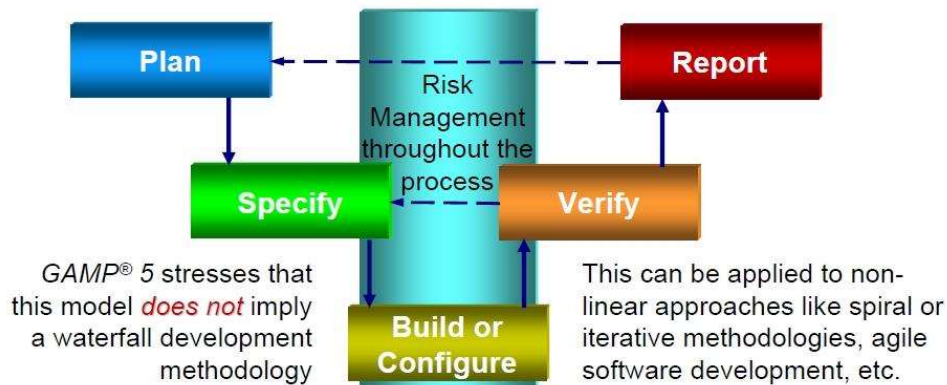 Plan
Report
Risk
Management
throughout the
process
Specify
Verify
GAMP® 5 stresses that
this model does not imply
a waterfall development
methodology
Build or
Configure
This can be applied to non-
linear approaches like spiral or
iterative methodologies, agile
software development, etc.